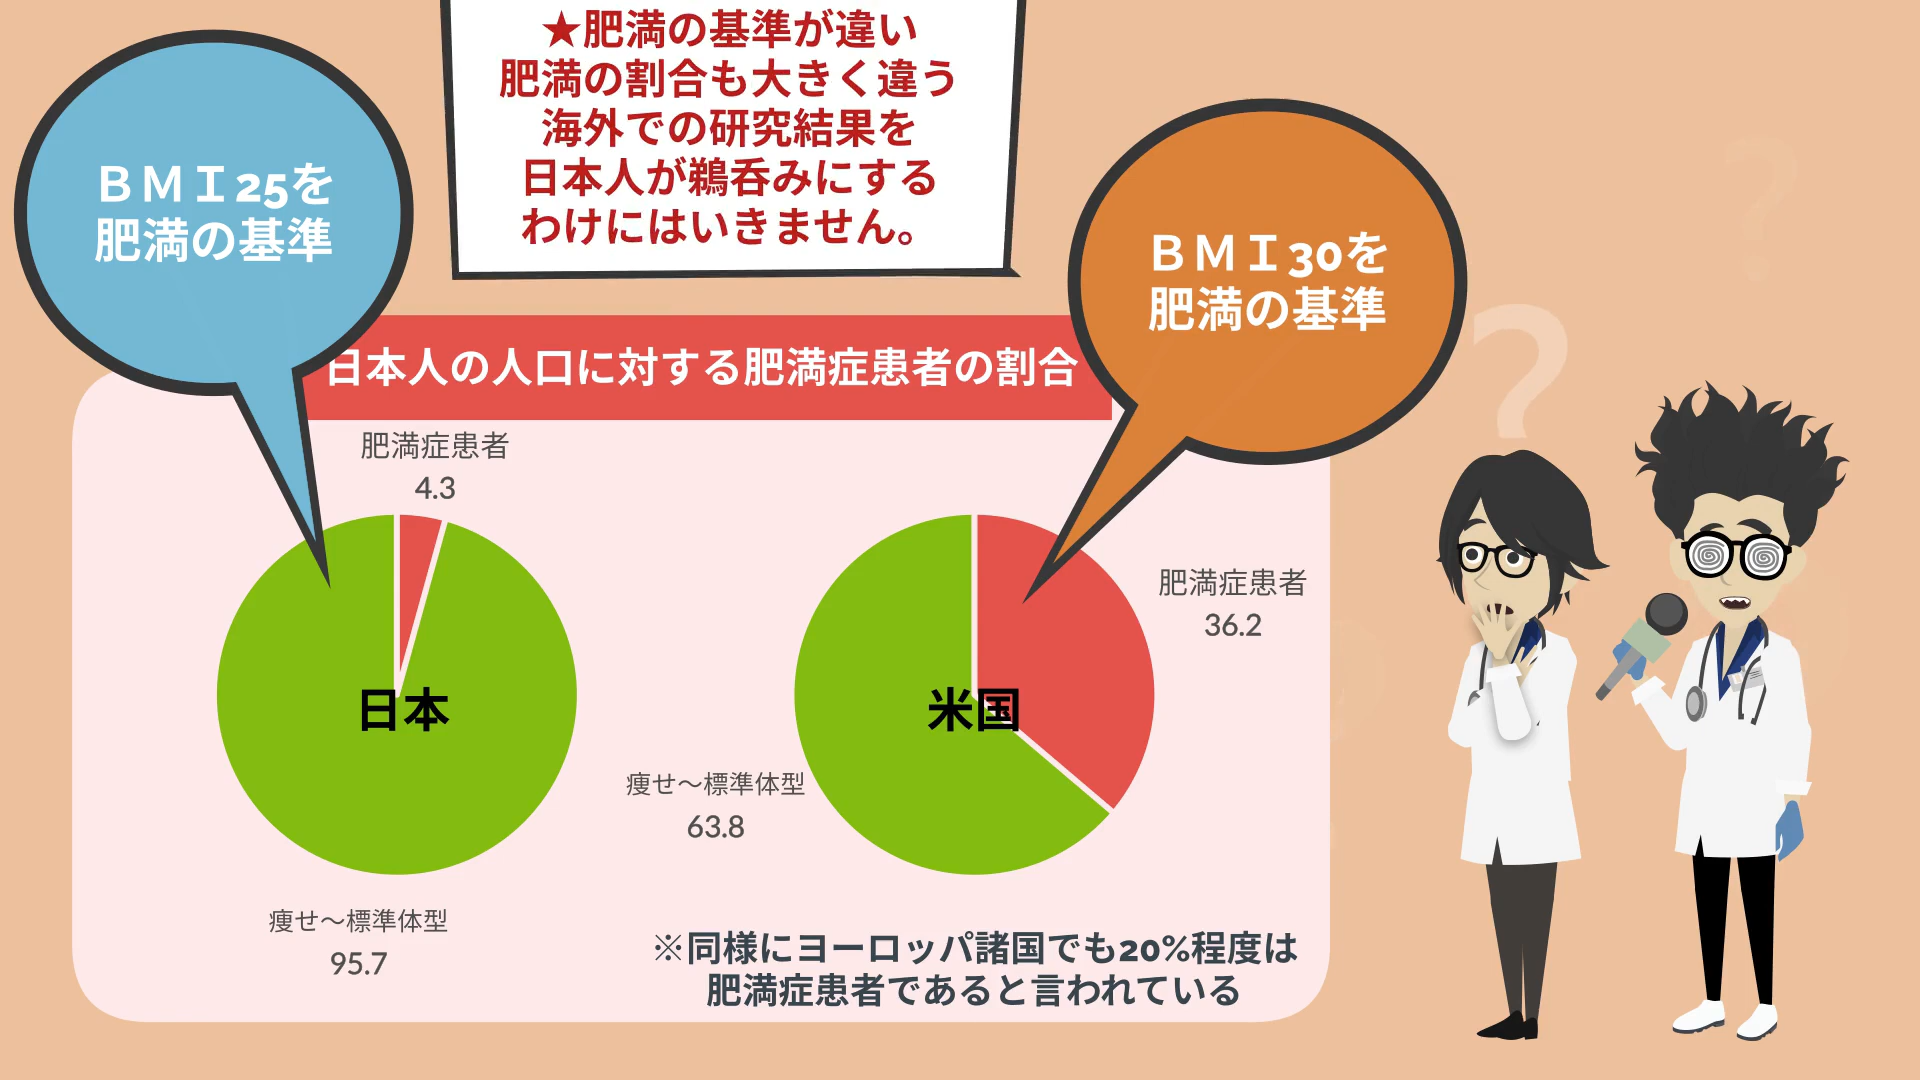 ★肥満の基準が違い
肥満の割合も大きく違う
海外での研究結果を
日本人が鵜呑みにする
わけにはいきません。
ＢＭＩ25を
肥満の基準
ＢＭＩ30を
肥満の基準
日本人の人口に対する肥満症患者の割合
肥満症患者
4.3
日本
痩せ〜標準体型
95.7
肥満症患者
36.2
米国
痩せ〜標準体型
63.8
※同様にヨーロッパ諸国でも20%程度は
肥満症患者であると言われている
?
?